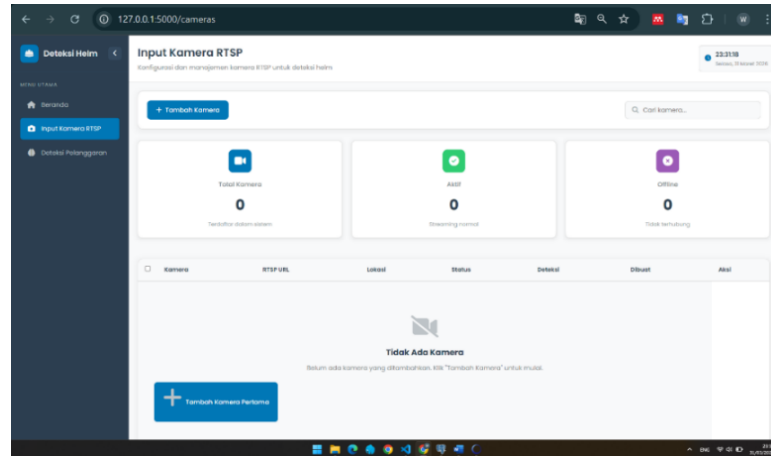 127.0.0.1:5000/cameras
Deteksi Helm
Input Kamera RTSP
Konfigurasi dan manajemen kamera RTSP untuk deteksi helm
23:31:18
MENU UTAMA
Beranda
Input Kamera RTSP
Deteksi Pelanggaran
+ Tambah Kamera
Cari kamera...
Total Kamera
0
Terdaftar dalam sistem
Aktif
0
Streaming normal
Offline
0
Tidak terhubung
Kamera RTSP URL Lokasi Status Deteksi Dibuat Aksi
Tidak Ada Kamera
Belum ada kamera yang ditambahkan. Klik "Tambah Kamera" untuk mulai.
Tambah Kamera Pertama
ENG